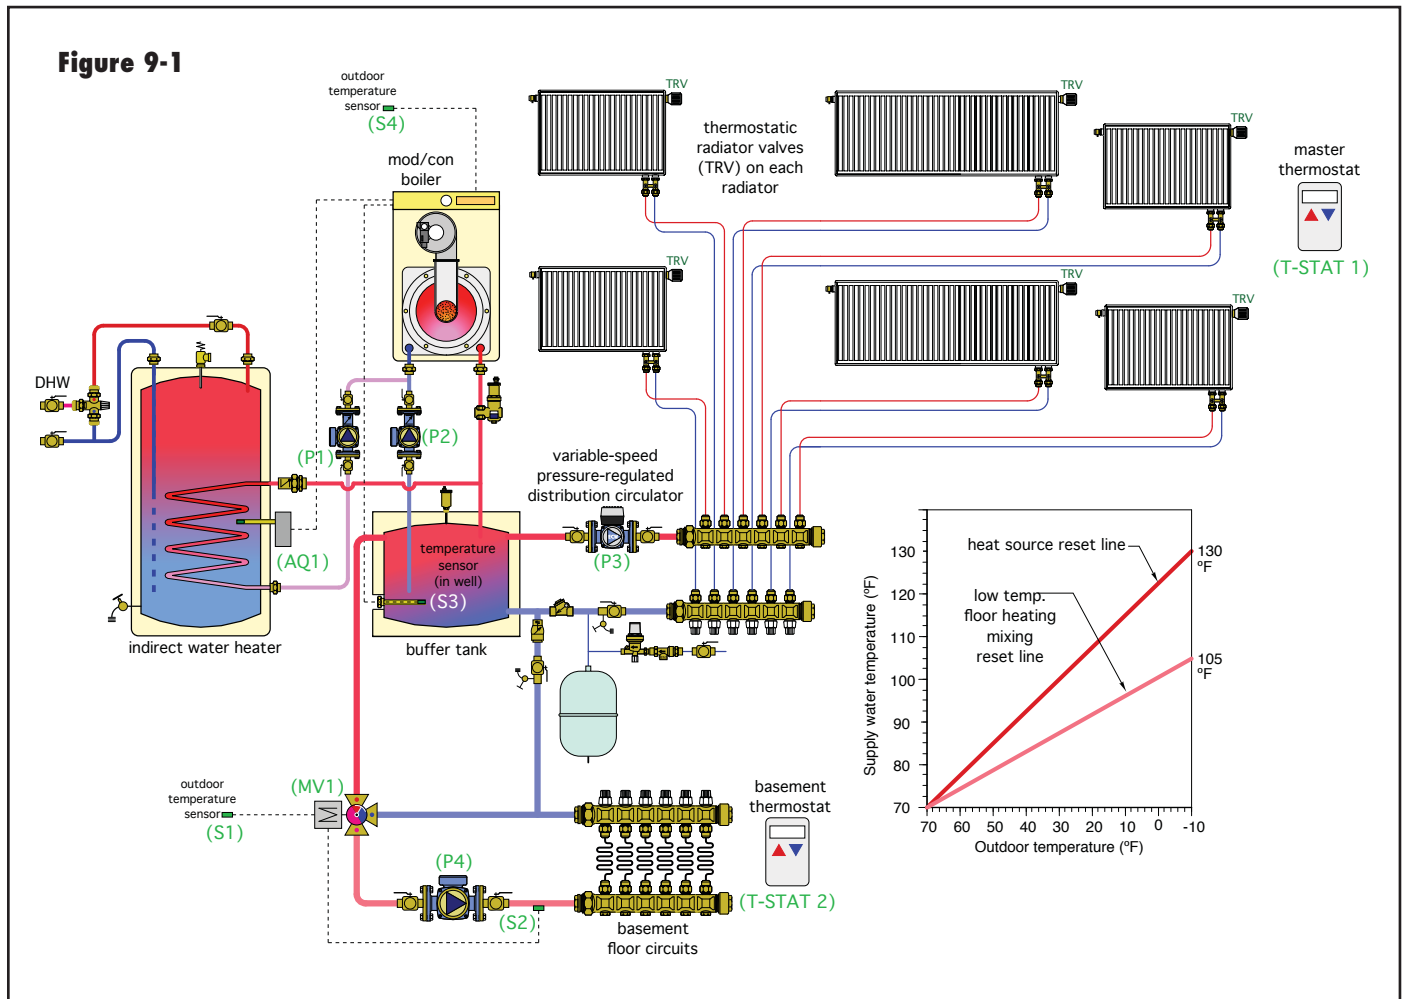 Figure 9-1
outdoor
temperature
sensor
(S4)
mod/con
boiler
TRV
TRV
TRV
thermostatic
radiator valves
(TRV) on each
radiator
master
thermostat
(T-STAT 1)
TRV
TRV
TRV
DHW
(P1)
(P2)
variable-speed
pressure-regulated
distribution circulator
(P3)
(AQ1)
temperature
sensor
(in well)
(S3)
indirect water heater
buffer tank
heat source reset line
low temp.
floor heating
mixing
reset line
130
ºF
105
ºF
Supply water temperature (ºF)
130
120
110
100
90
80
70
70 60 50 40 30 20 10 0 -10
Outdoor temperature (ºF)
outdoor
temperature
sensor
(S1)
(MV1)
M
(P4)
(S2)
basement
thermostat
(T-STAT 2)
basement
floor circuits